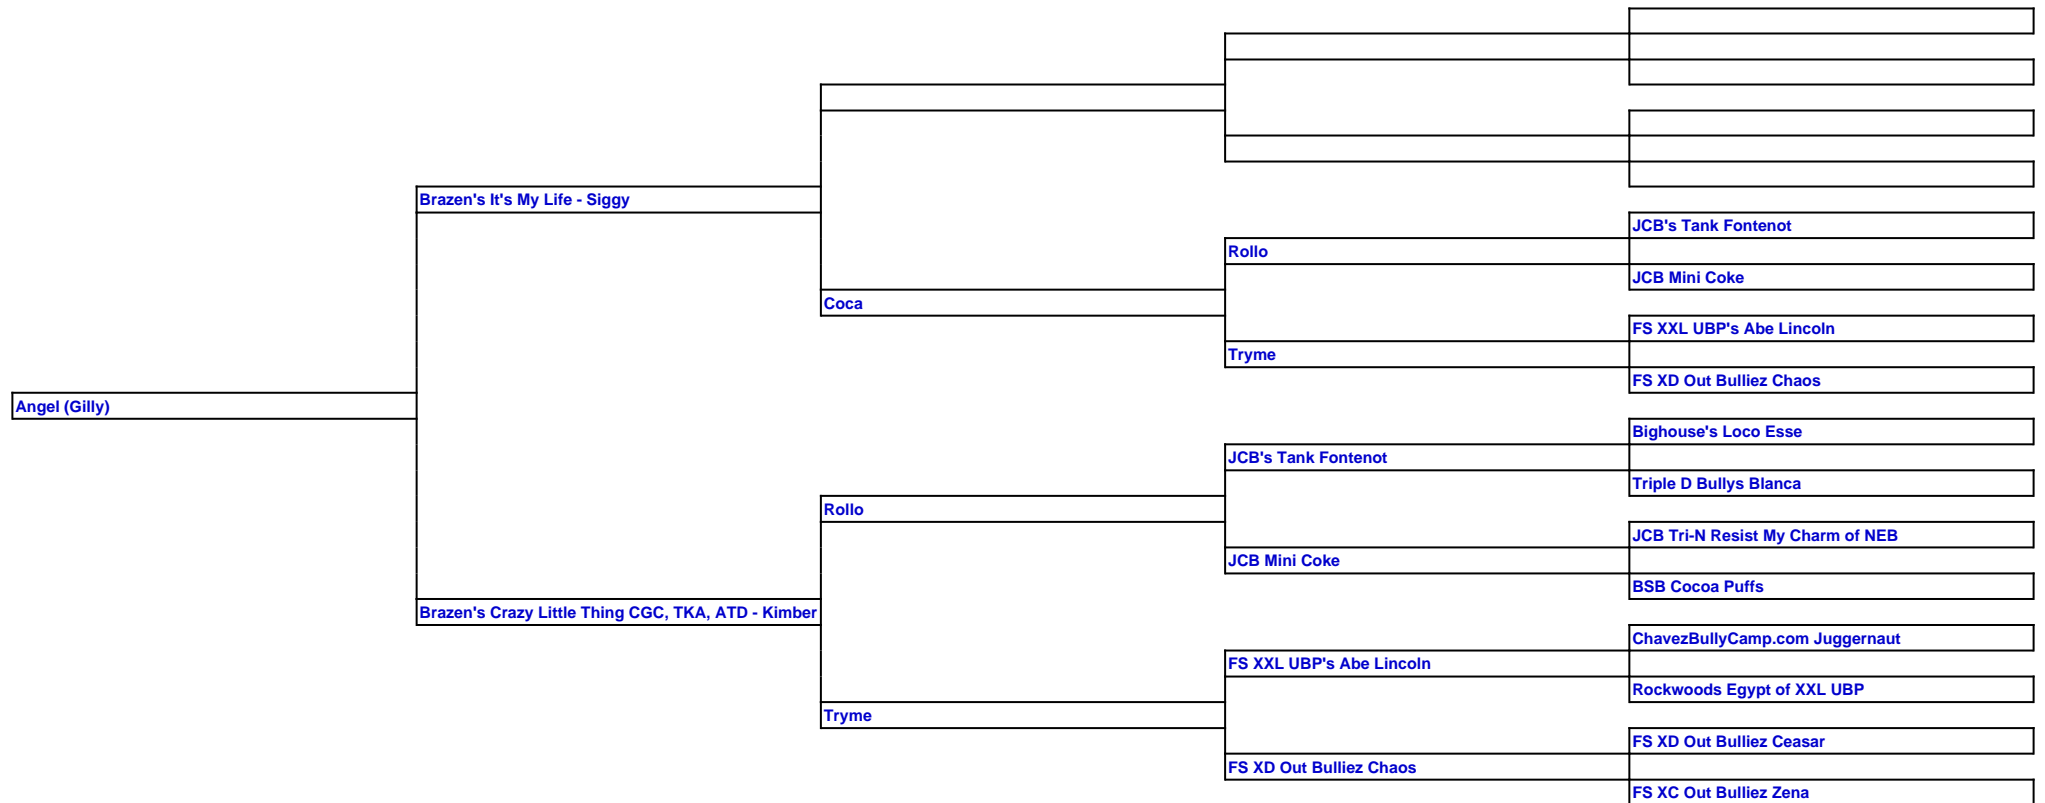 Brazen's It's My Life - Siggy
JCB's Tank Fontenot
Rollo
JCB Mini Coke
Coca
FS XXL UBP's Abe Lincoln
Tryme
FS XD Out Bulliez Chaos
Angel (Gilly)
Bighouse's Loco Esse
JCB's Tank Fontenot
Triple D Bullys Blanca
Rollo
JCB Tri-N Resist My Charm of NEB
JCB Mini Coke
BSB Cocoa Puffs
Brazen's Crazy Little Thing CGC, TKA, ATD - Kimber
ChavezBullyCamp.com Juggernaut
FS XXL UBP's Abe Lincoln
Rockwoods Egypt of XXL UBP
Tryme
FS XD Out Bulliez Ceasar
FS XD Out Bulliez Chaos
FS XC Out Bulliez Zena